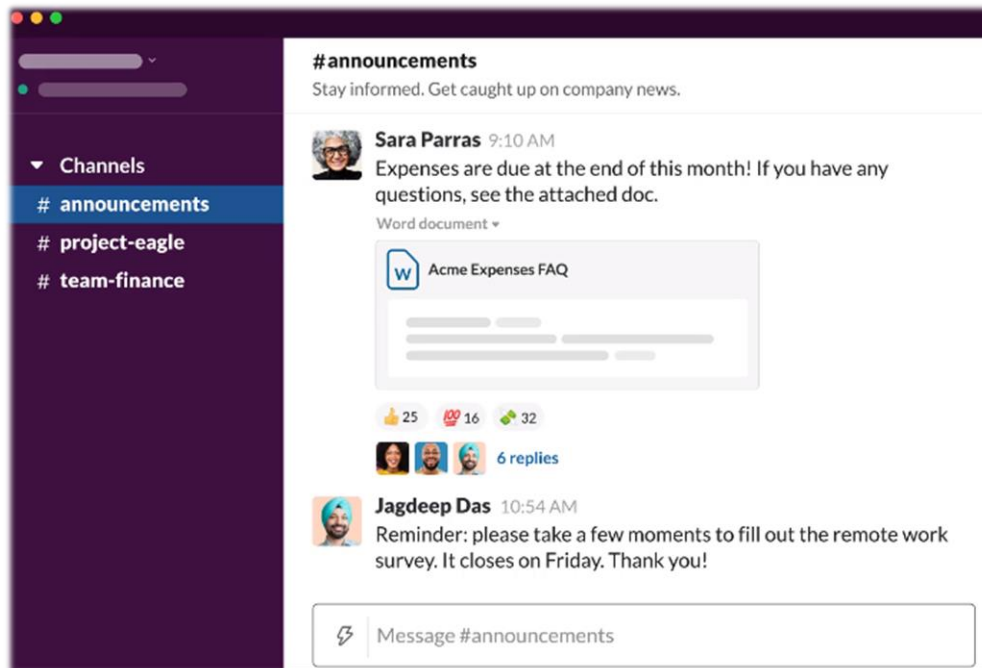 #announcements
Stay informed. Get caught up on company news.
Channels
# announcements
# project-eagle
# team-finance
Sara Parras 9:10 AM
Expenses are due at the end of this month! If you have any
questions, see the attached doc.
Word document
W
Acme Expenses FAQ
👍 25 💯 16 💸 32
6 replies
Jagdeep Das 10:54 AM
Reminder: please take a few moments to fill out the remote work
survey. It closes on Friday. Thank you!
Message #announcements